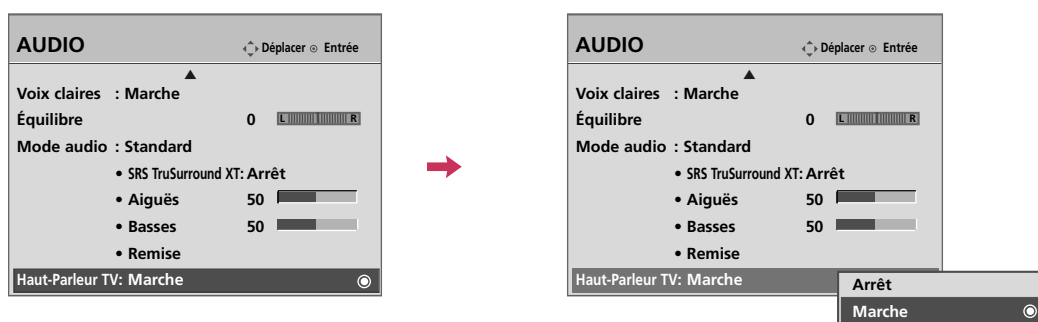 AUDIO Déplacer Entrée
Voix claires : Marche
Équilibre 0 L R
Mode audio : Standard
• SRS TruSurround XT: Arrêt
• Aiguës 50
• Basses 50
• Remise
Haut-Parleur TV: Marche
AUDIO Déplacer Entrée
Voix claires : Marche
Équilibre 0 L R
Mode audio : Standard
• SRS TruSurround XT: Arrêt
• Aiguës 50
• Basses 50
• Remise
Haut-Parleur TV: Marche
Arrêt
Marche